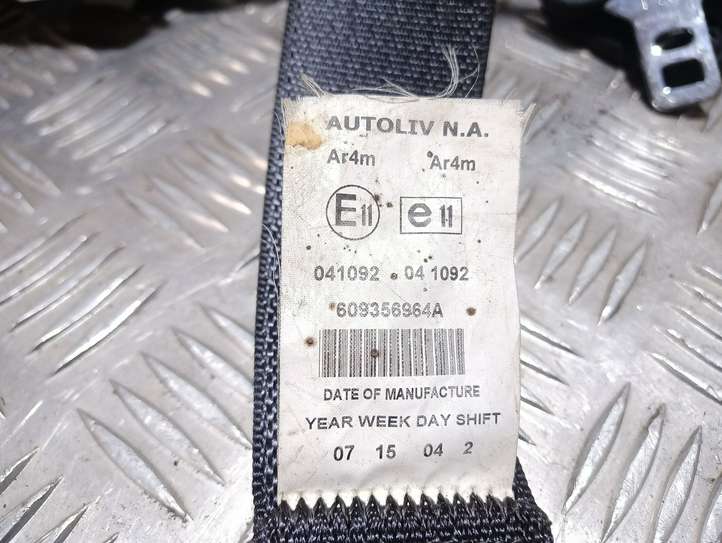 AUTOLIV N.A.
Ar4m Ar4m
E11 e11
041092 041092
609356964A
DATE OF MANUFACTURE
YEAR WEEK DAY SHIFT
07 15 04 2